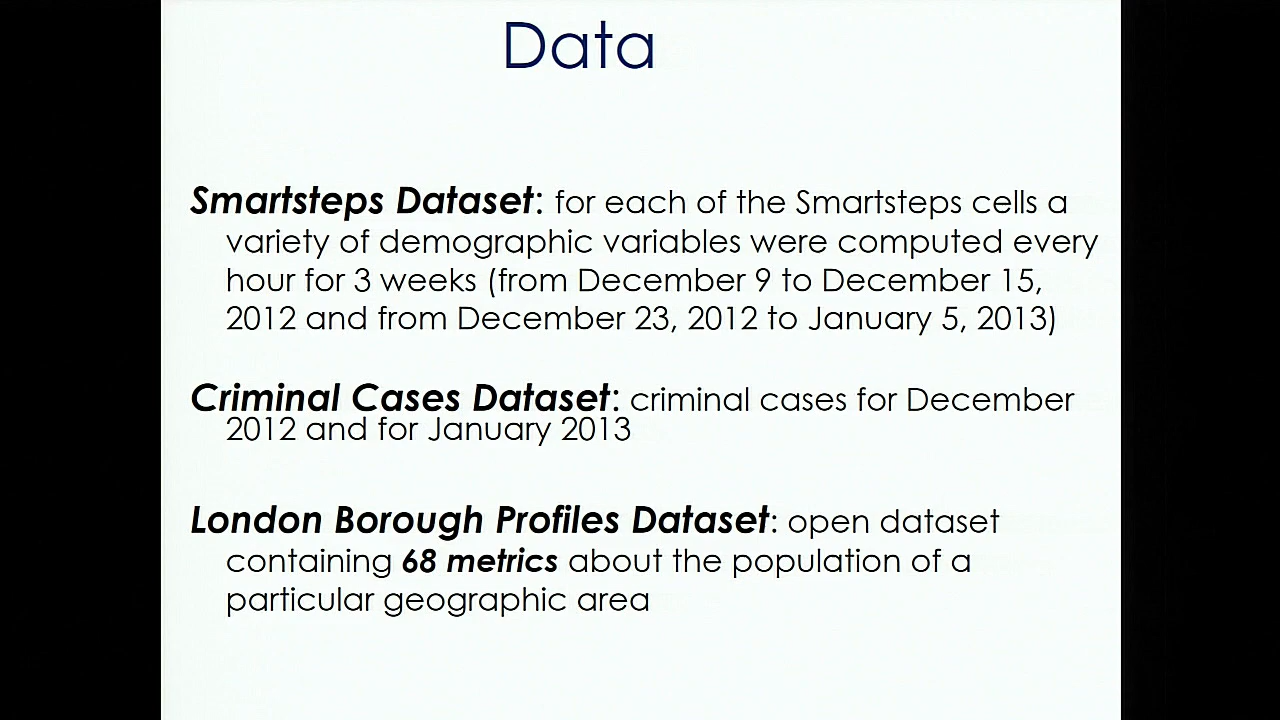 Data
Smartsteps Dataset: for each of the Smartsteps cells a
variety of demographic variables were computed every
hour for 3 weeks (from December 9 to December 15,
2012 and from December 23, 2012 to January 5, 2013)
Criminal Cases Dataset: criminal cases for December
2012 and for January 2013
London Borough Profiles Dataset: open dataset
containing 68 metrics about the population of a
particular geographic area